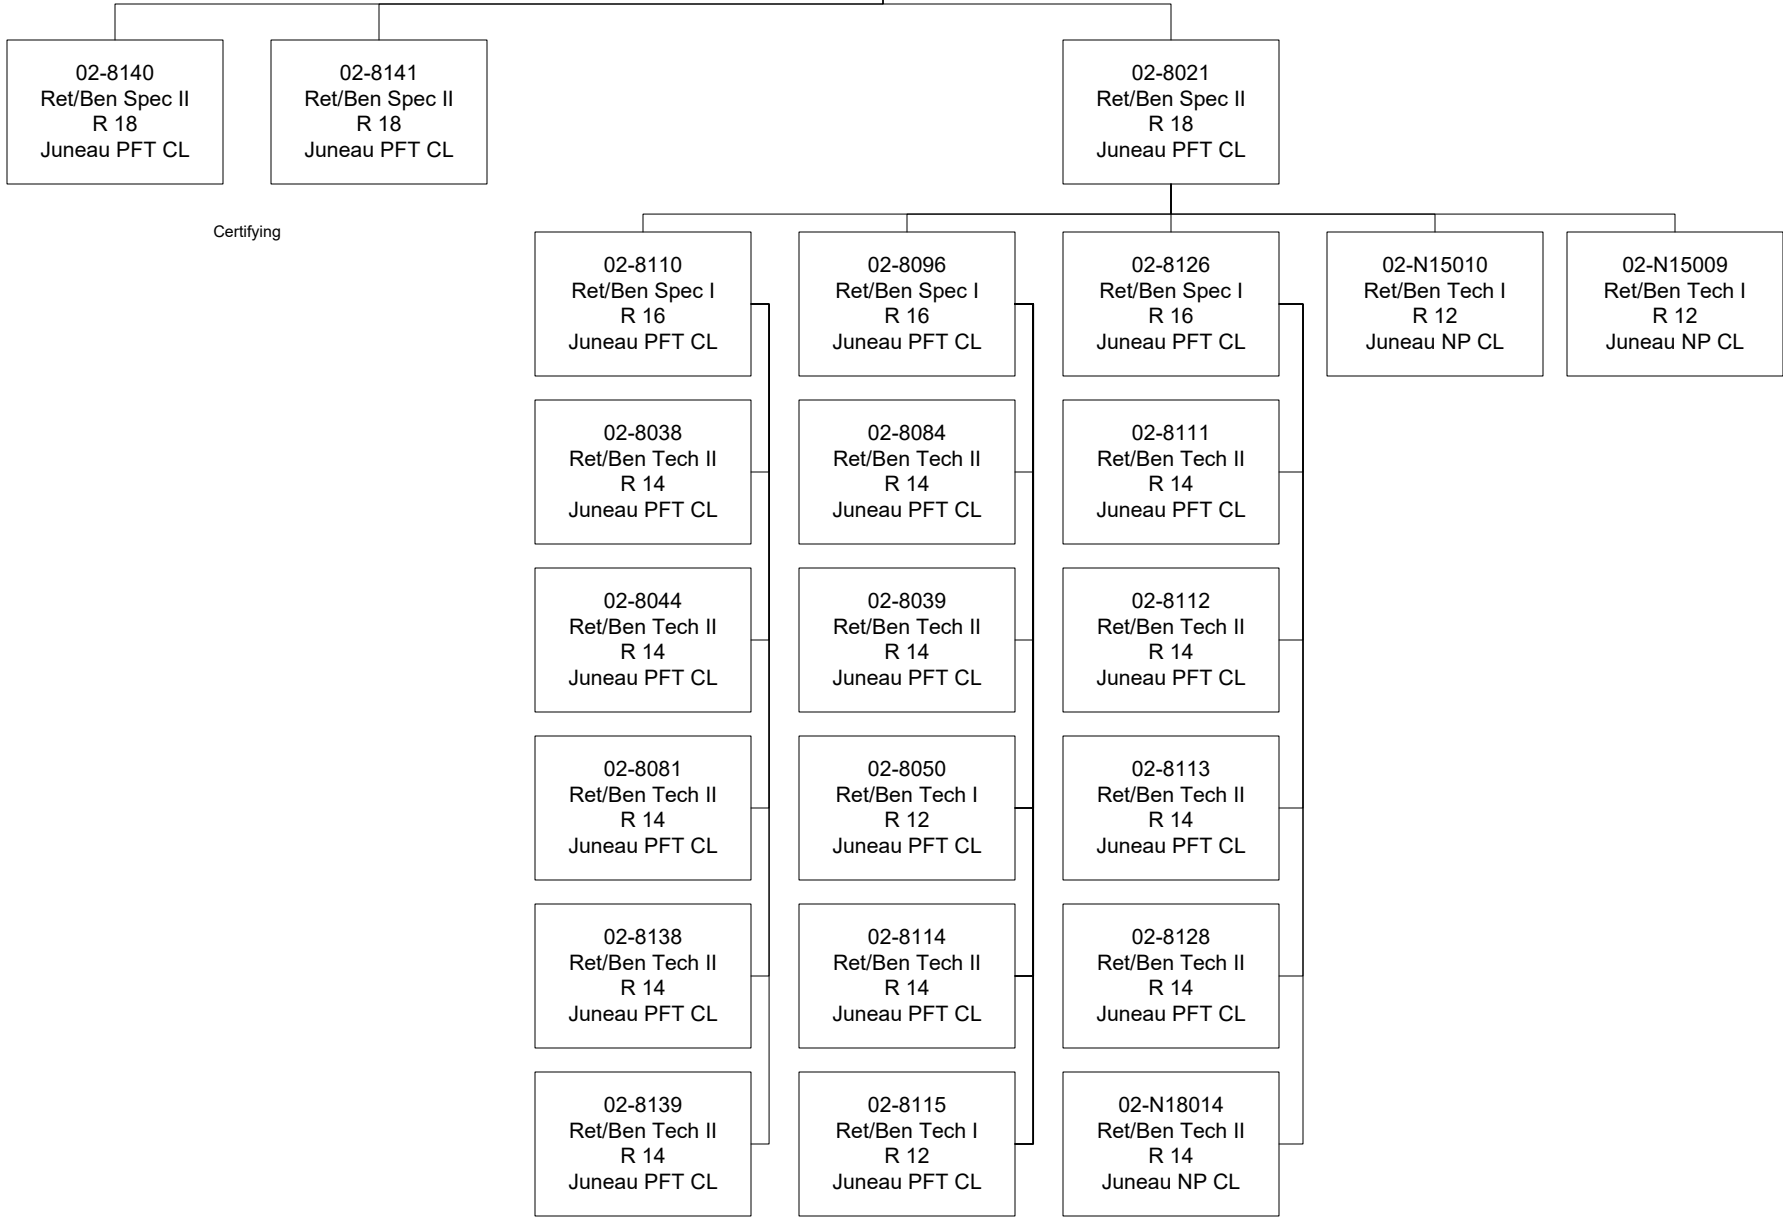 02-8140
Ret/Ben Spec II
R 18
Juneau PFT CL
02-8141
Ret/Ben Spec II
R 18
Juneau PFT CL
02-8021
Ret/Ben Spec II
R 18
Juneau PFT CL
Certifying
02-8110
Ret/Ben Spec I
R 16
Juneau PFT CL
02-8096
Ret/Ben Spec I
R 16
Juneau PFT CL
02-8126
Ret/Ben Spec I
R 16
Juneau PFT CL
02-N15010
Ret/Ben Tech I
R 12
Juneau NP CL
02-N15009
Ret/Ben Tech I
R 12
Juneau NP CL
02-8038
Ret/Ben Tech II
R 14
Juneau PFT CL
02-8084
Ret/Ben Tech II
R 14
Juneau PFT CL
02-8111
Ret/Ben Tech II
R 14
Juneau PFT CL
02-8044
Ret/Ben Tech II
R 14
Juneau PFT CL
02-8039
Ret/Ben Tech II
R 14
Juneau PFT CL
02-8112
Ret/Ben Tech II
R 14
Juneau PFT CL
02-8081
Ret/Ben Tech II
R 14
Juneau PFT CL
02-8050
Ret/Ben Tech I
R 12
Juneau PFT CL
02-8113
Ret/Ben Tech II
R 14
Juneau PFT CL
02-8138
Ret/Ben Tech II
R 14
Juneau PFT CL
02-8114
Ret/Ben Tech II
R 14
Juneau PFT CL
02-8128
Ret/Ben Tech II
R 14
Juneau PFT CL
02-8139
Ret/Ben Tech II
R 14
Juneau PFT CL
02-8115
Ret/Ben Tech I
R 12
Juneau PFT CL
02-N18014
Ret/Ben Tech II
R 14
Juneau NP CL